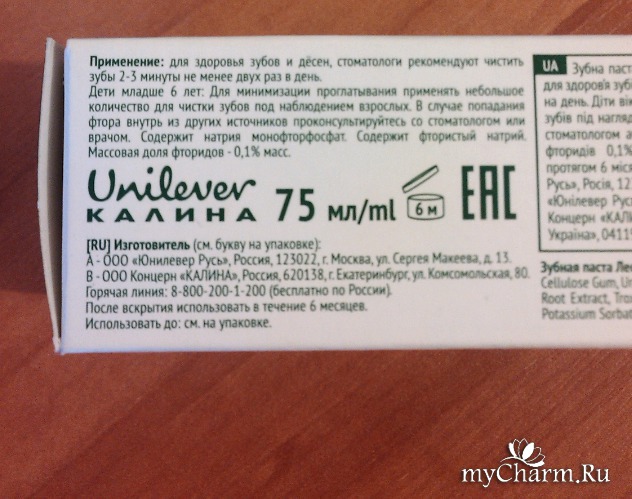 Применение: для здоровья зубов и дёсен, стоматологи рекомендуют чистить
зубы 2-3 минуты не менее двух раз в день.
Дети младше 6 лет: Для минимизации проглатывания применять небольшое
количество для чистки зубов под наблюдением взрослых. В случае попадания
фтора внутрь из других источников проконсультируйтесь со стоматологом или
врачом. Содержит натрия монофторфосфат. Содержит фтористый натрий.
Массовая доля фторидов - 0,1% масс.
Unilever
КАЛИНА
75 мл/ml
6 м
EAC
[RU] Изготовитель (см. букву на упаковке):
А - ООО «Юнилевер Русь», Россия, 123022, г. Москва, ул. Сергея Макеева, д. 13.
В - ООО Концерн «КАЛИНА», Россия, 620138, г. Екатеринбург, ул. Комсомольская, 80.
Горячая линия: 8-800-200-1-200 (бесплатно по России).
После вскрытия использовать в течение 6 месяцев.
Использовать до: см. на упаковке.
UA Зубна паста
для здоров'я зуб
на день. Діти
зубів під нагляд
стоматологом а
фторидів 0,1%
протягом 6 міся
Русь», Росія, 12
«Юнілевер Русь
Концерн «КАЛИ
Україна», 0411
Зубная паста Ле
Cellulose Gum, Ur
Root Extract, Tro
Potassium Sorbat
myCharm.Ru